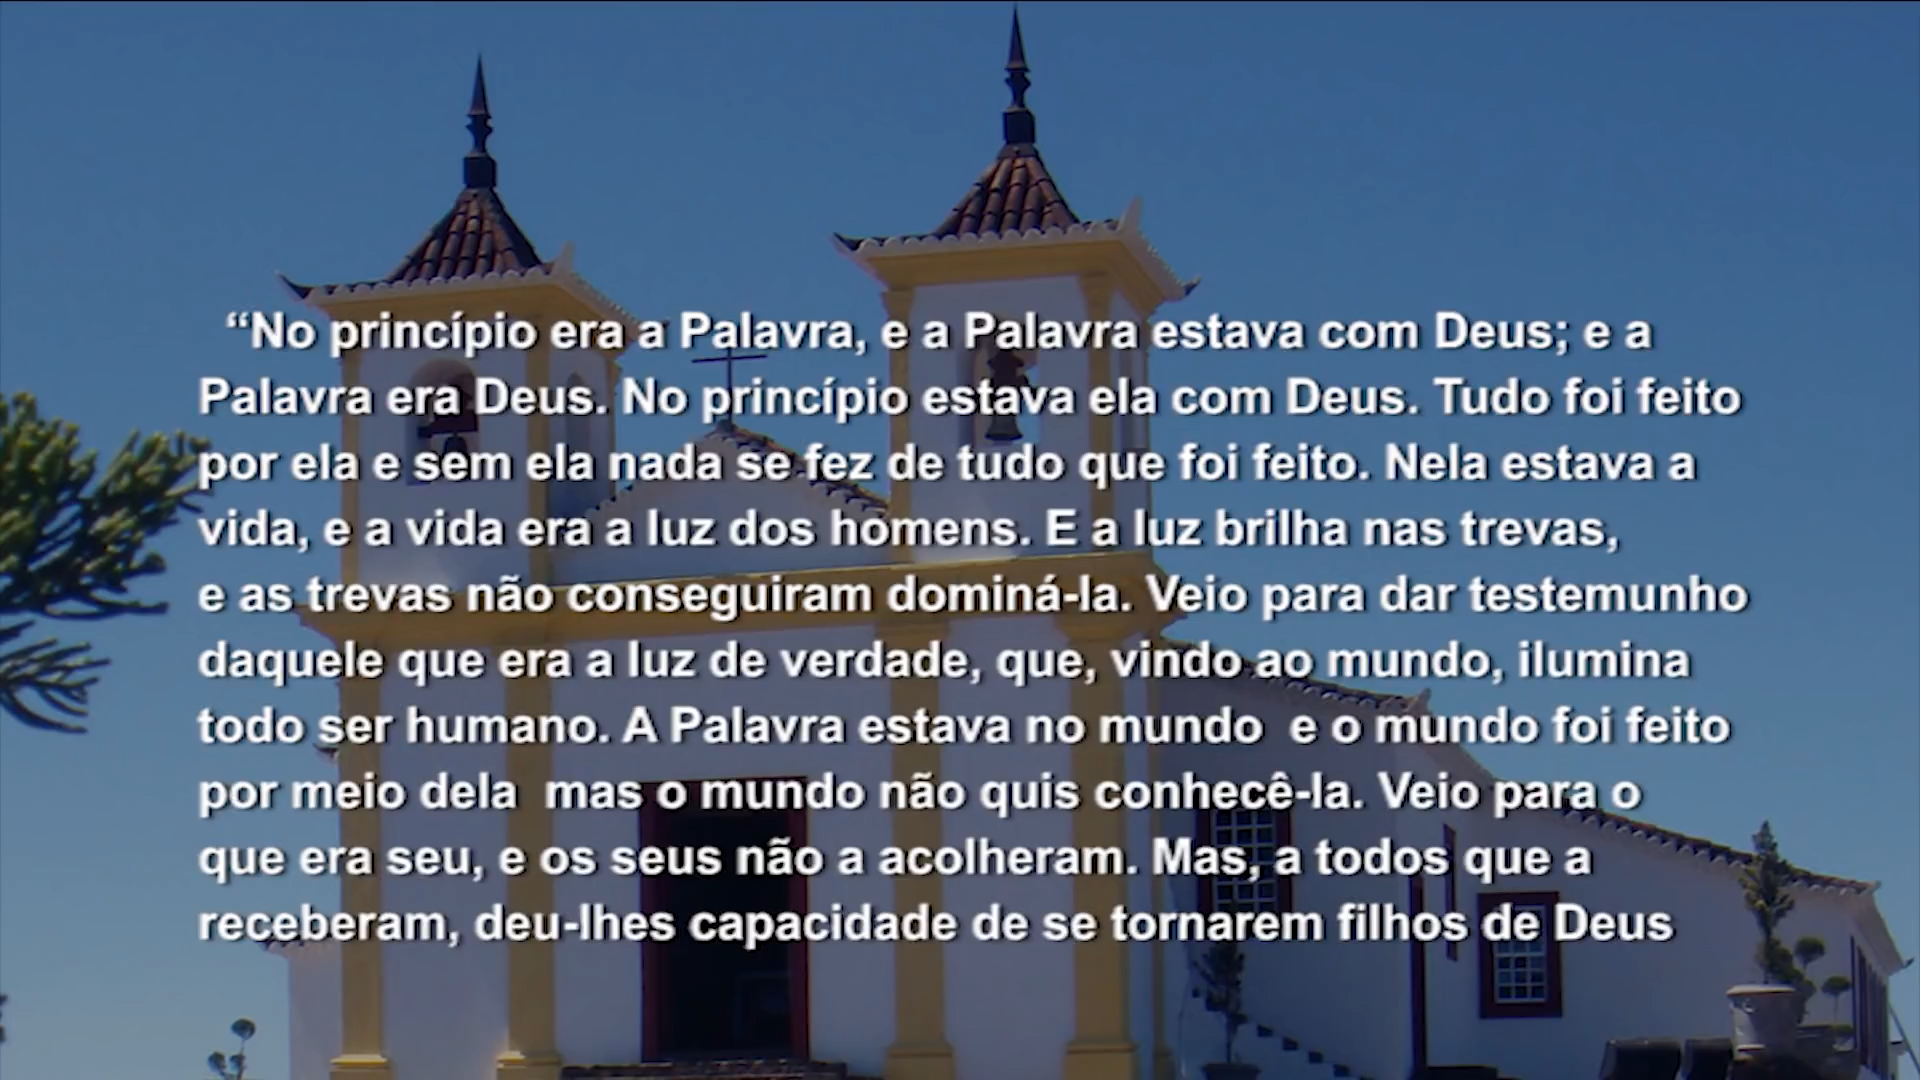 “No princípio era a Palavra, e a Palavra estava com Deus; e a
Palavra era Deus. No princípio estava ela com Deus. Tudo foi feito
por ela e sem ela nada se fez de tudo que foi feito. Nela estava a
vida, e a vida era a luz dos homens. E a luz brilha nas trevas,
e as trevas não conseguiram dominá-la. Veio para dar testemunho
daquele que era a luz de verdade, que, vindo ao mundo, ilumina
todo ser humano. A Palavra estava no mundo  e o mundo foi feito
por meio dela  mas o mundo não quis conhecê-la. Veio para o
que era seu, e os seus não a acolheram. Mas, a todos que a
receberam, deu-lhes capacidade de se tornarem filhos de Deus